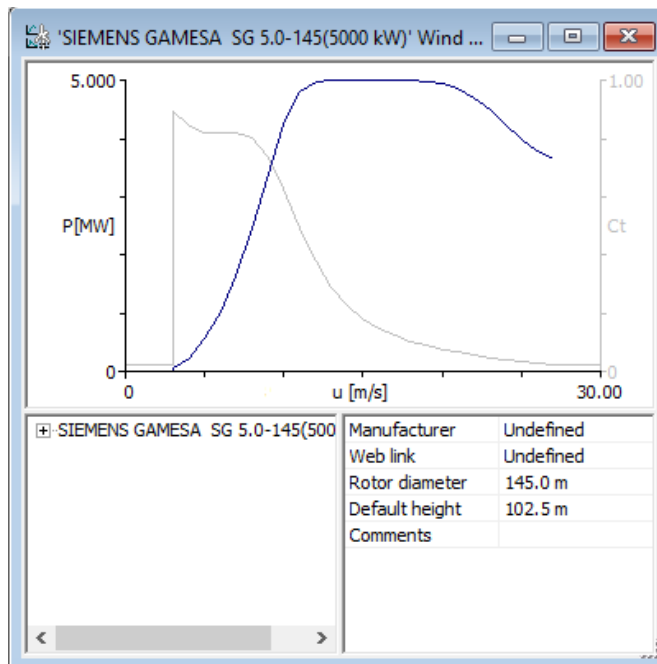 'SIEMENS GAMESA  SG 5.0-145(5000 kW)' Wind ...
5.000
1.00
P[MW]
Ct
0
0
0
u [m/s]
30.00
SIEMENS GAMESA  SG 5.0-145(500
Manufacturer Undefined
Web link Undefined
Rotor diameter 145.0 m
Default height 102.5 m
Comments